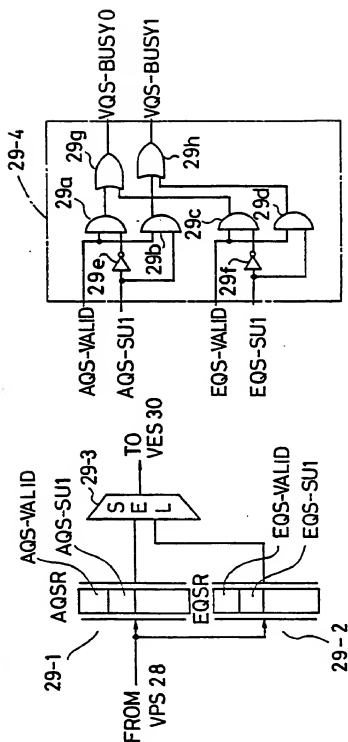 29-4
VQS-BUSY0
VQS-BUSY1
29g
29h
29a
29b
29c
29d
29e
29f
AQS-VALID
AQS-SU1
EQS-VALID
EQS-SU1
29-3
TO
VES30
SEL
AQS-VALID
AQS-SU1
AQSR
EQSR
EQS-VALID
EQS-SU1
29-1
29-2
FROM
VPS 28